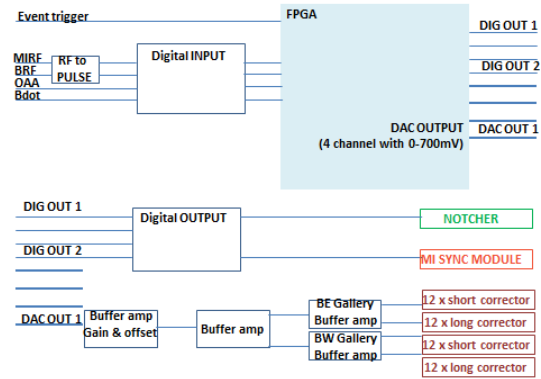 Event trigger
FPGA
DIG OUT 1
MIRF
BRF
OAA
Bdot
RF to
PULSE
Digital INPUT
DIG OUT 2
DAC OUTPUT
(4 channel with 0-700mV)
DAC OUT 1
DIG OUT 1
Digital OUTPUT
NOTCHER
DIG OUT 2
MI SYNC MODULE
DAC OUT 1
Buffer amp
Gain & offset
Buffer amp
BE Gallery
Buffer amp
BW Gallery
Buffer amp
12 x short corrector
12 x long corrector
12 x short corrector
12 x long corrector